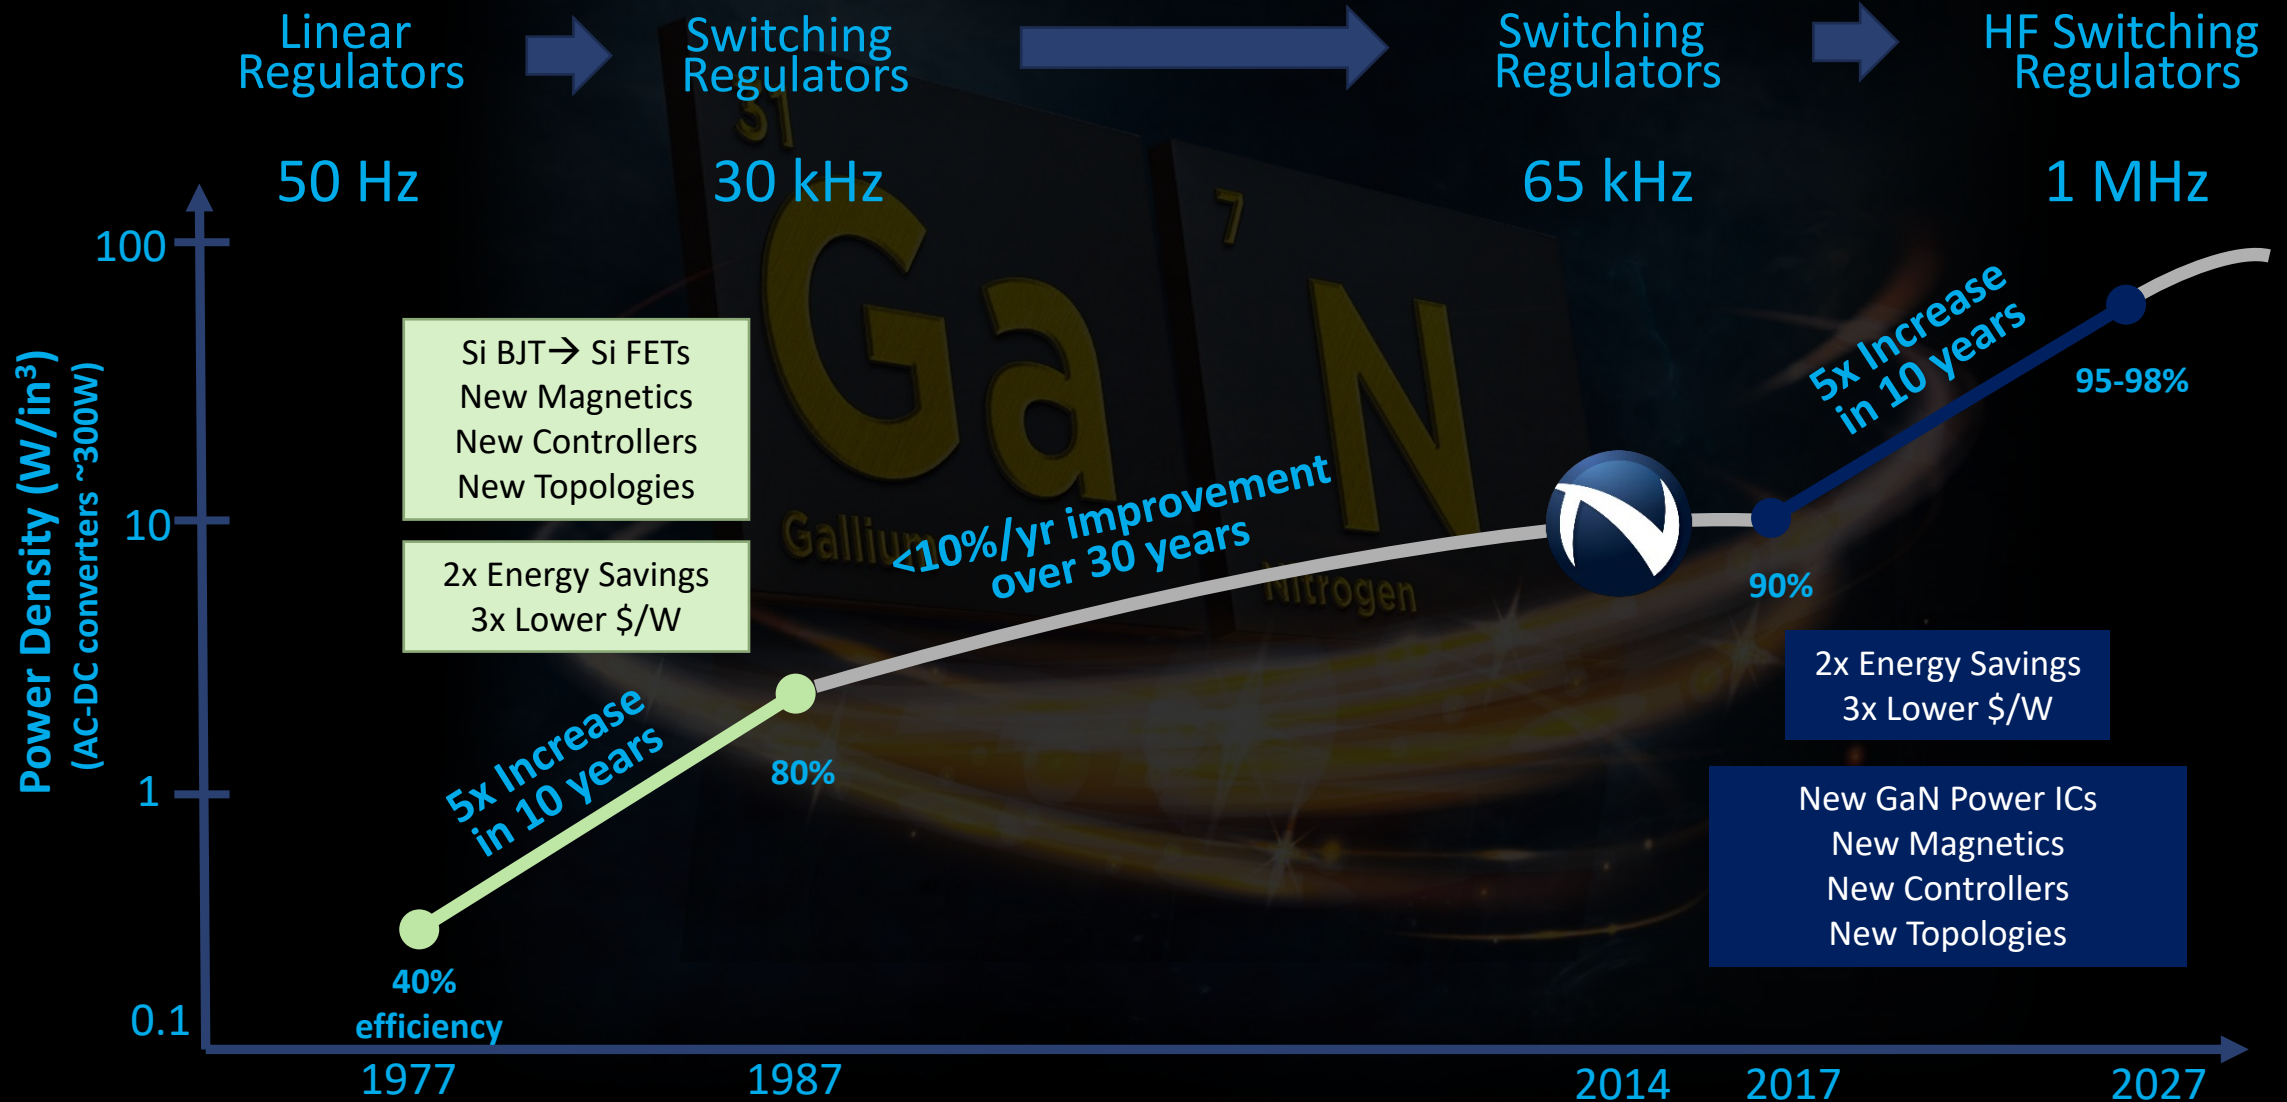 Linear
Regulators
Switching
Regulators
Switching
Regulators
HF Switching
Regulators
50 Hz
30 kHz
65 kHz
1 MHz
Power Density (W/in³)
(AC-DC converters ~300W)
100
10
1
0.1
31
Ga
Gallium
7
N
Nitrogen
Si BJT→ Si FETs
New Magnetics
New Controllers
New Topologies
2x Energy Savings
3x Lower $/W
5x Increase
in 10 years
<10%/yr improvement
over 30 years
5x Increase
in 10 years
40%
efficiency
80%
90%
95-98%
2x Energy Savings
3x Lower $/W
New GaN Power ICs
New Magnetics
New Controllers
New Topologies
1977
1987
2014
2017
2027